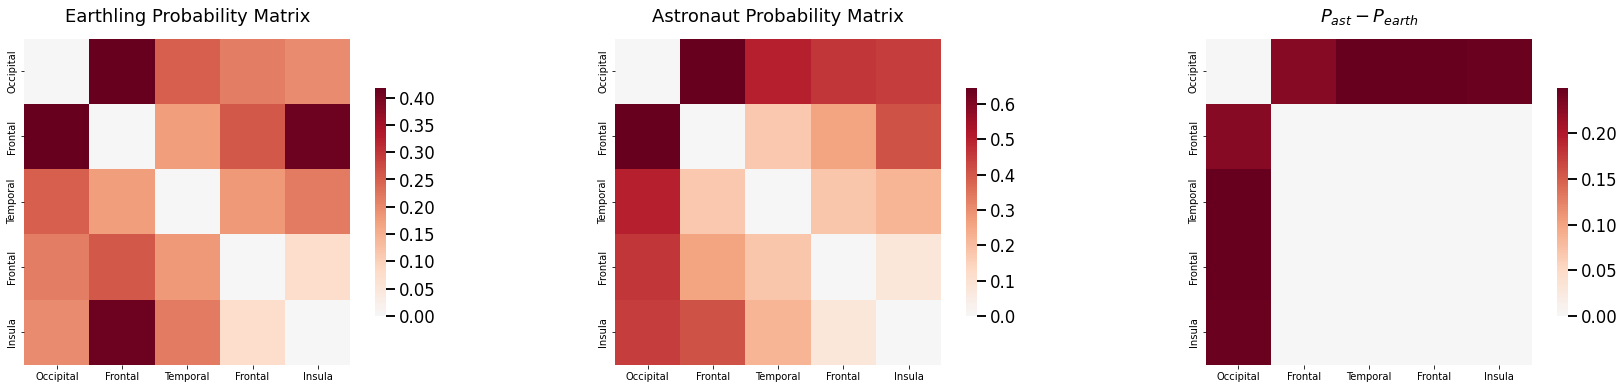 Earthling Probability Matrix
Occipital
Frontal
Temporal
Frontal
Insula
Occipital Frontal Temporal Frontal Insula
0.40
0.35
0.30
0.25
0.20
0.15
0.10
0.05
0.00
Astronaut Probability Matrix
Occipital
Frontal
Temporal
Frontal
Insula
Occipital Frontal Temporal Frontal Insula
0.6
0.5
0.4
0.3
0.2
0.1
0.0
P_ast − P_earth
Occipital
Frontal
Temporal
Frontal
Insula
Occipital Frontal Temporal Frontal Insula
0.20
0.15
0.10
0.05
0.00